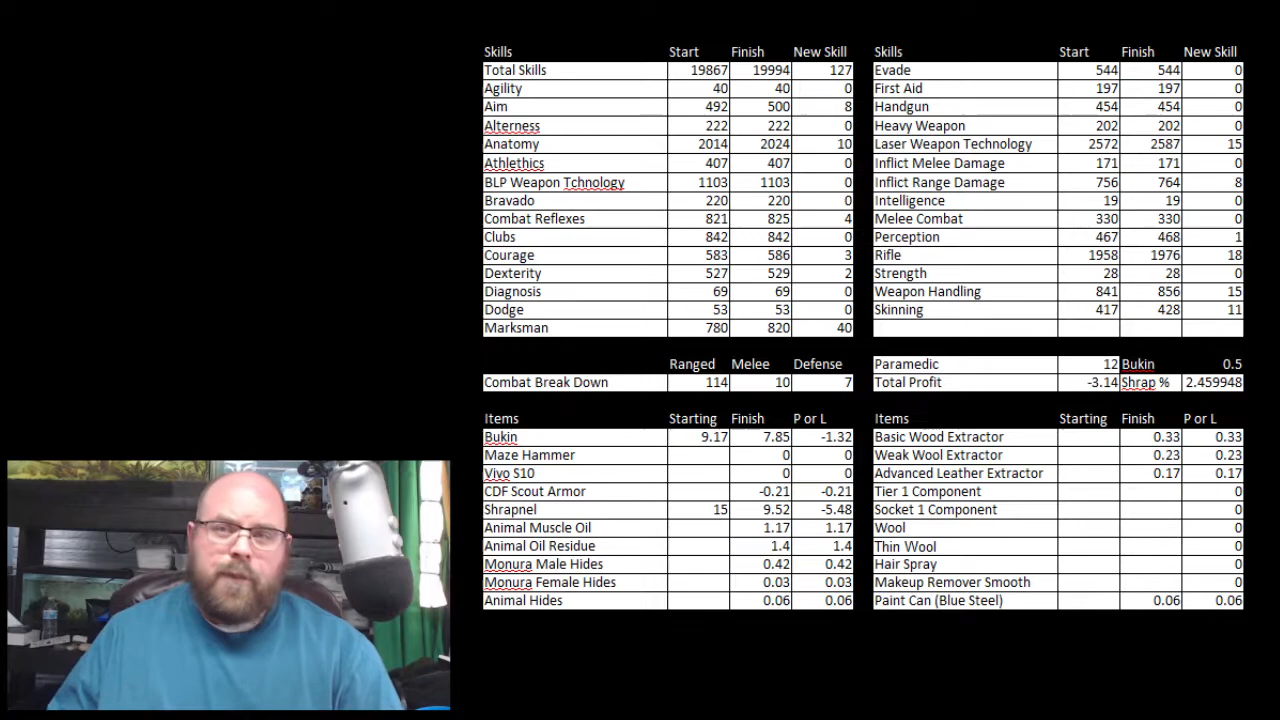 Skills Start Finish New Skill
Total Skills 19867 19994 127
Agility 40 40 0
Aim 492 500 8
Alterness 222 222 0
Anatomy 2014 2024 10
Athlethics 407 407 0
BLP Weapon Tchnology 1103 1103 0
Bravado 220 220 0
Combat Reflexes 821 825 4
Clubs 842 842 0
Courage 583 586 3
Dexterity 527 529 2
Diagnosis 69 69 0
Dodge 53 53 0
Marksman 780 820 40
Skills Start Finish New Skill
Evade 544 544 0
First Aid 197 197 0
Handgun 454 454 0
Heavy Weapon 202 202 0
Laser Weapon Technology 2572 2587 15
Inflict Melee Damage 171 171 0
Inflict Range Damage 756 764 8
Intelligence 19 19 0
Melee Combat 330 330 0
Perception 467 468 1
Rifle 1958 1976 18
Strength 28 28 0
Weapon Handling 841 856 15
Skinning 417 428 11
Ranged Melee Defense
Combat Break Down 114 10 7
Paramedic 12 Bukin 0.5
Total Profit -3.14 Shrap % 2.459948
Items Starting Finish P or L
Bukin 9.17 7.85 -1.32
Maze Hammer 0 0
Vivo S10 0 0
CDF Scout Armor -0.21 -0.21
Shrapnel 15 9.52 -5.48
Animal Muscle Oil 1.17 1.17
Animal Oil Residue 1.4 1.4
Monura Male Hides 0.42 0.42
Monura Female Hides 0.03 0.03
Animal Hides 0.06 0.06
Items Starting Finish P or L
Basic Wood Extractor 0.33 0.33
Weak Wool Extractor 0.23 0.23
Advanced Leather Extractor 0.17 0.17
Tier 1 Component 0
Socket 1 Component 0
Wool 0
Thin Wool 0
Hair Spray 0
Makeup Remover Smooth 0
Paint Can (Blue Steel) 0.06 0.06